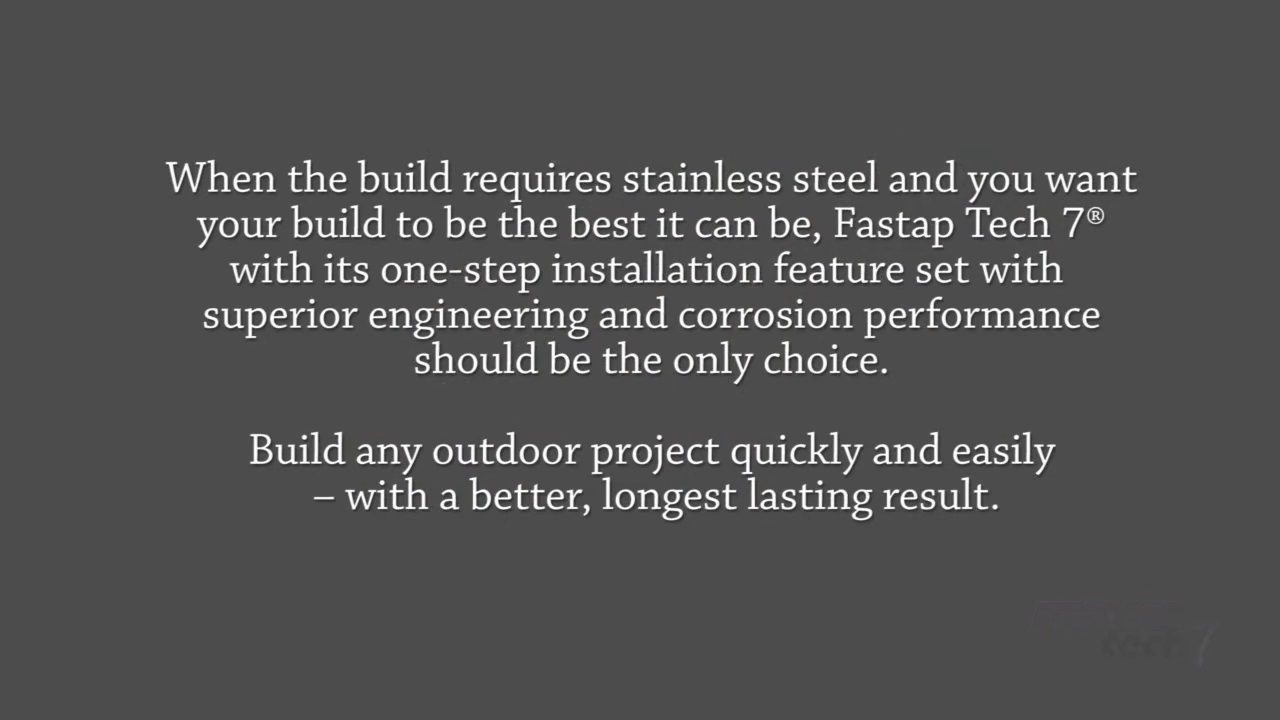 When the build requires stainless steel and you want
your build to be the best it can be, Fastap Tech 7®
with its one-step installation feature set with
superior engineering and corrosion performance
should be the only choice.
Build any outdoor project quickly and easily
– with a better, longest lasting result.
tech7